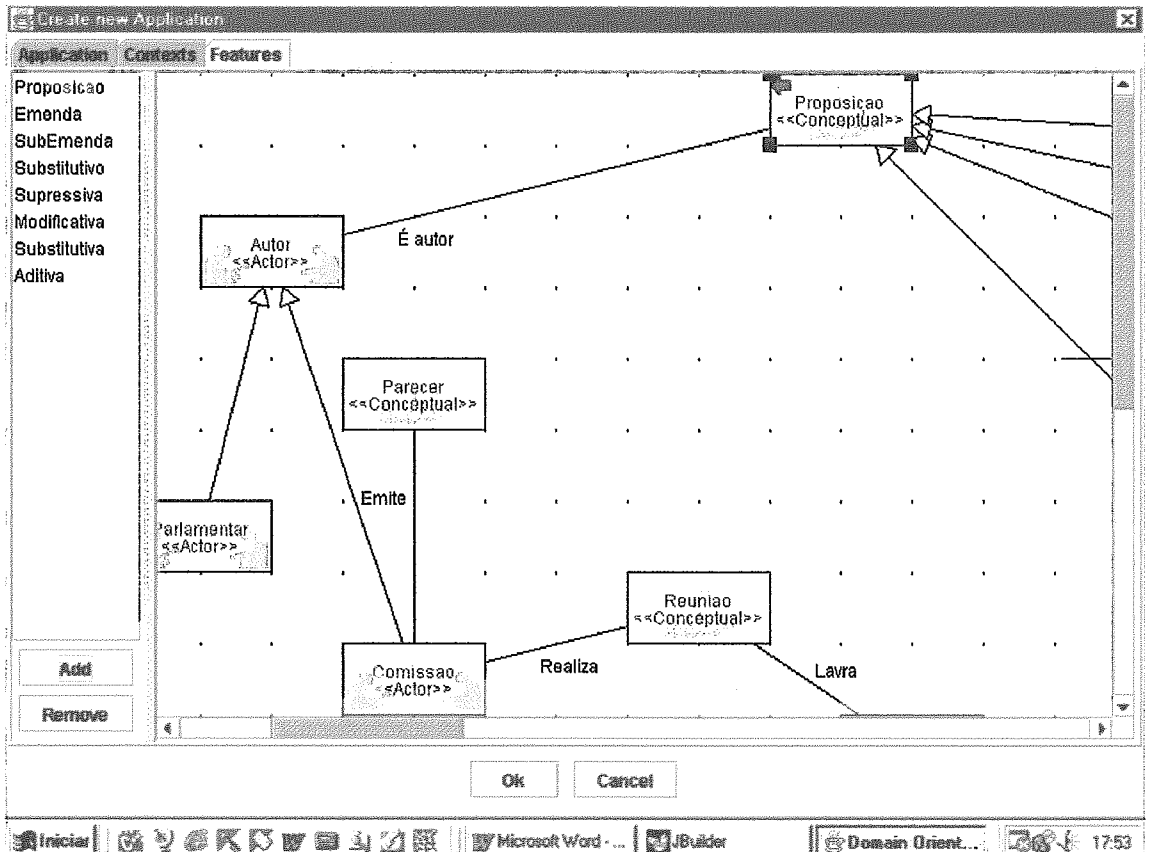 Create new Application
Application Contexts Features
Proposicao
Emenda
SubEmenda
Substitutivo
Supressiva
Modificativa
Substitutiva
Aditiva
Proposicao
<<Conceptual>>
É autor
Autor
<<Actor>>
Parecer
<<Conceptual>>
Emite
arlamentar
<<Actor>>
Reuniao
<<Conceptual>>
Comissao
<<Actor>>
Realiza
Lavra
Add
Remove
Ok Cancel
Iniciar Microsoft Word - ... JBuilder Domain Orient... 17:53